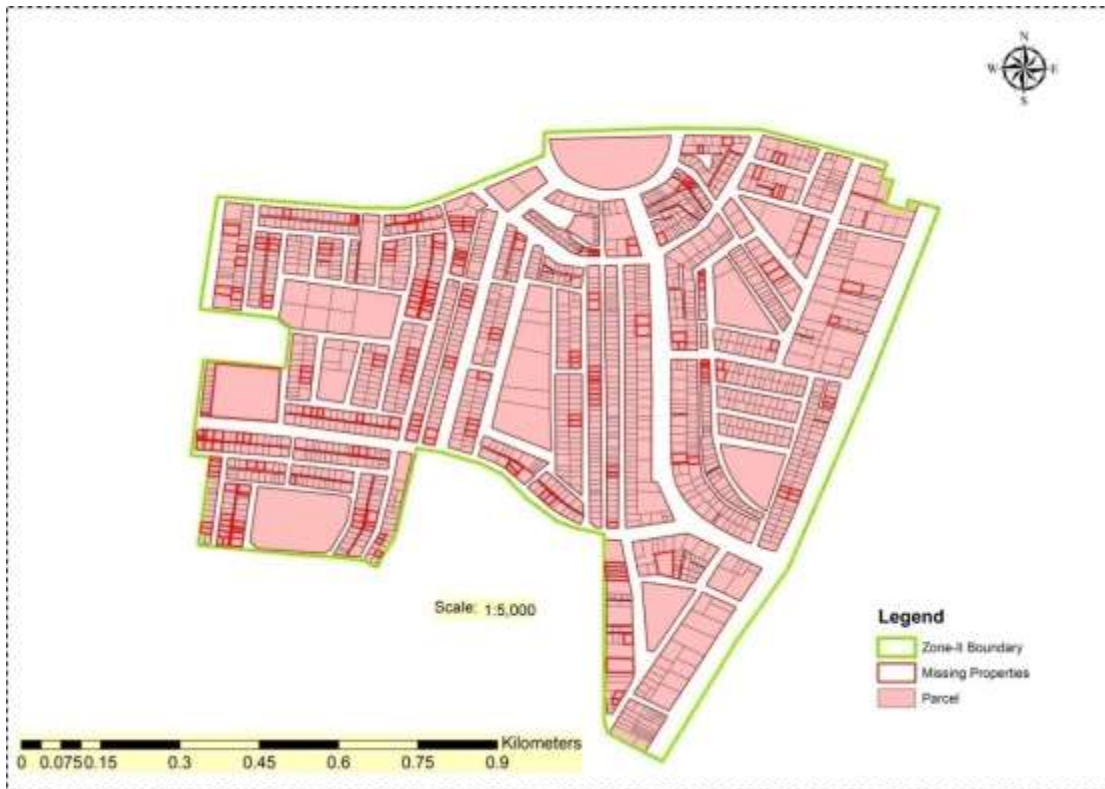 N
W E
S
Scale: 1:5,000
Legend
Zone-II Boundary
Missing Properties
Parcel
Kilometers
0 0.075 0.15 0.3 0.45 0.6 0.75 0.9